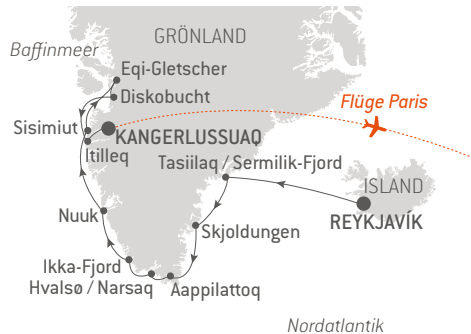 GRÖNLAND
Baffinmeer
Eqi-Gletscher
Diskobucht
Flüge Paris
Sisimiut
KANGERLUSSUAQ
Itilleq
Tasiilaq / Sermilik-Fjord
ISLAND
REYKJAVÍK
Nuuk
Skjoldungen
Ikka-Fjord
Hvalsø / Narsaq
Aappilattoq
Nordatlantik